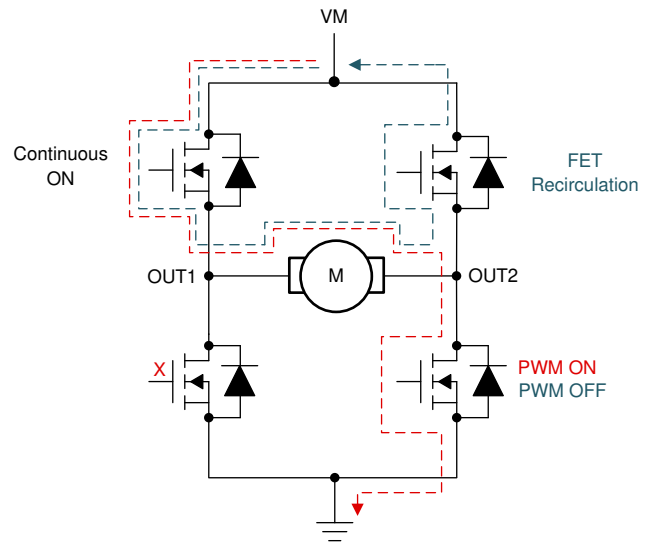 VM
Continuous
ON
FET
Recirculation
OUT1
M
OUT2
X
PWM ON
PWM OFF